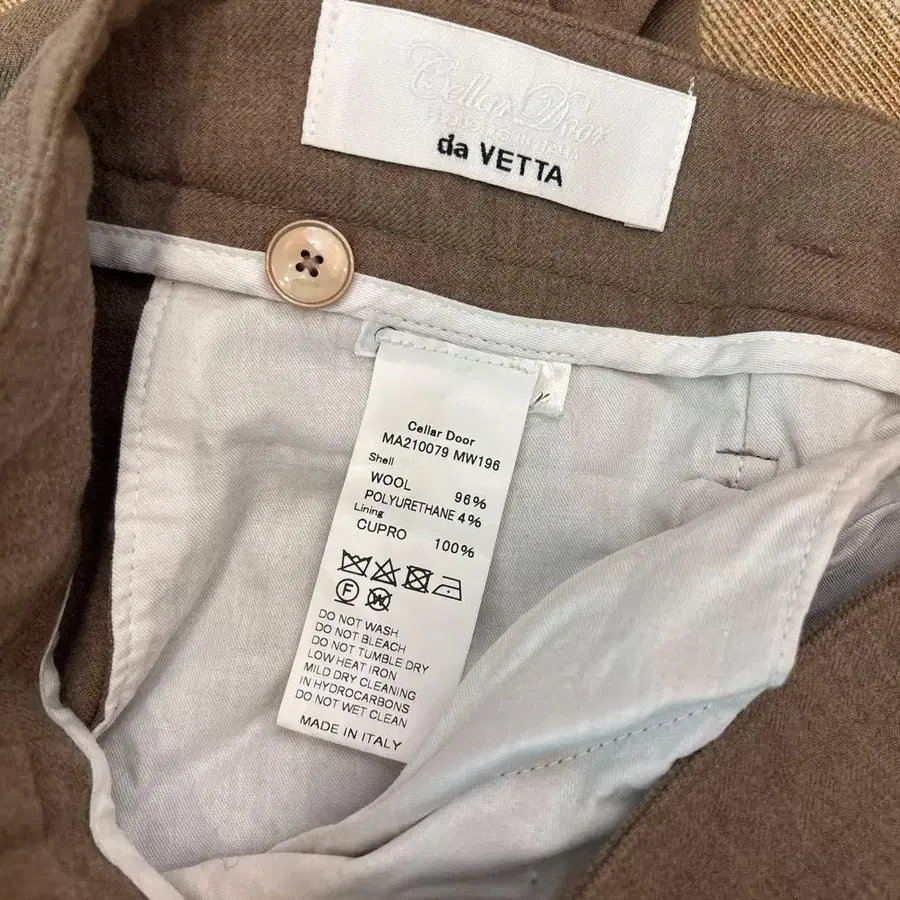 Cellar Door
da VETTA
Cellar Door
MA210079 MW196
Shell
WOOL 96%
POLYURETHANE 4%
Lining
CUPRO 100%
F W
DO NOT WASH
DO NOT BLEACH
DO NOT TUMBLE DRY
LOW HEAT IRON
MILD DRY CLEANING
IN HYDROCARBONS
DO NOT WET CLEAN
MADE IN ITALY